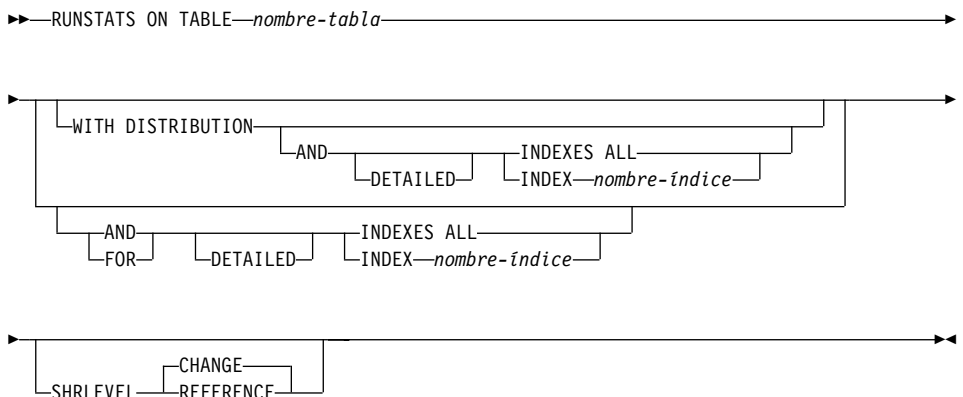 RUNSTATS ON TABLE nombre-tabla
WITH DISTRIBUTION
AND INDEXES ALL
DETAILED INDEX nombre-índice
AND INDEXES ALL
FOR DETAILED INDEX nombre-índice
CHANGE
SHRLEVEL REFERENCE